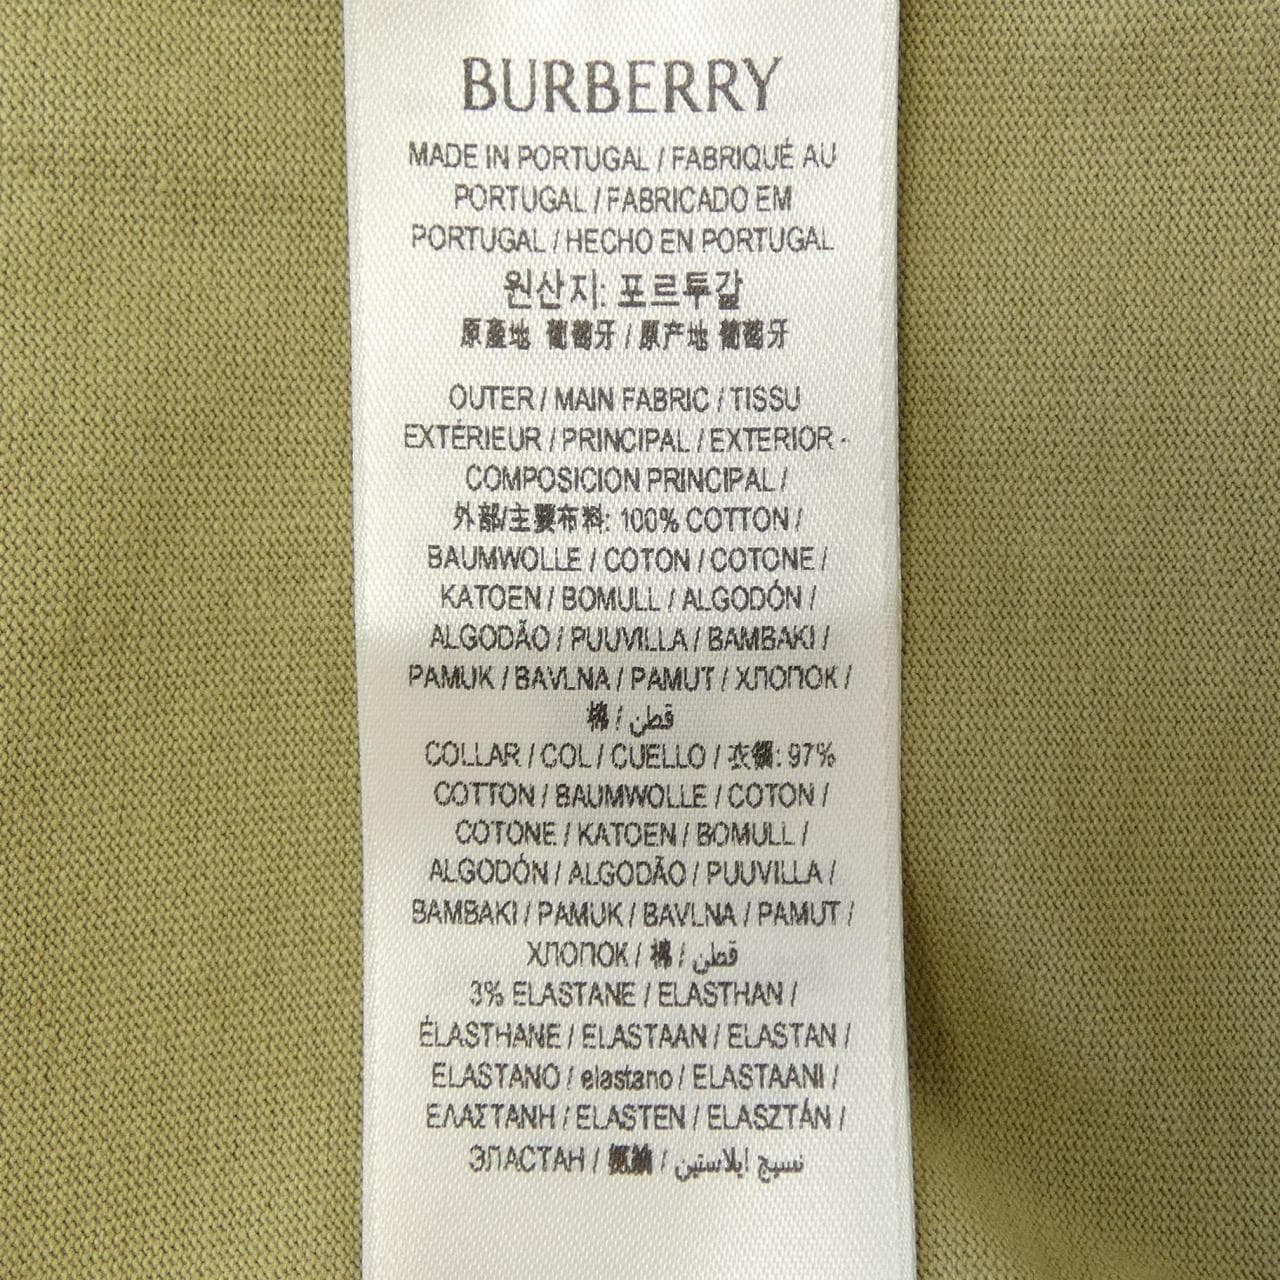 BURBERRY
MADE IN PORTUGAL / FABRIQUÉ AU
PORTUGAL / FABRICADO EM
PORTUGAL / HECHO EN PORTUGAL
원산지: 포르투갈
原產地 葡萄牙 / 原产地 葡萄牙
OUTER / MAIN FABRIC / TISSU
EXTÉRIEUR / PRINCIPAL / EXTERIOR -
COMPOSICION PRINCIPAL /
外部/主要布料: 100% COTTON /
BAUMWOLLE / COTON / COTONE /
KATOEN / BOMULL / ALGODÓN /
ALGODÃO / PUUVILLA / BAMBAKI /
PAMUK / BAVLNA / PAMUT / ХЛОПОК /
棉 / قطن
COLLAR / COL / CUELLO / 衣領: 97%
COTTON / BAUMWOLLE / COTON /
COTONE / KATOEN / BOMULL /
ALGODÓN / ALGODÃO / PUUVILLA /
BAMBAKI / PAMUK / BAVLNA / PAMUT /
ХЛОПОК / 棉 / قطن
3% ELASTANE / ELASTHAN /
ÉLASTHANE / ELASTAAN / ELASTAN /
ELASTANO / elastano / ELASTAANI /
ΕΛΑΣΤΑΝΗ / ELASTEN / ELASZTÁN /
ЭЛАСТАН / 氨綸 / نسيج إيلاستين